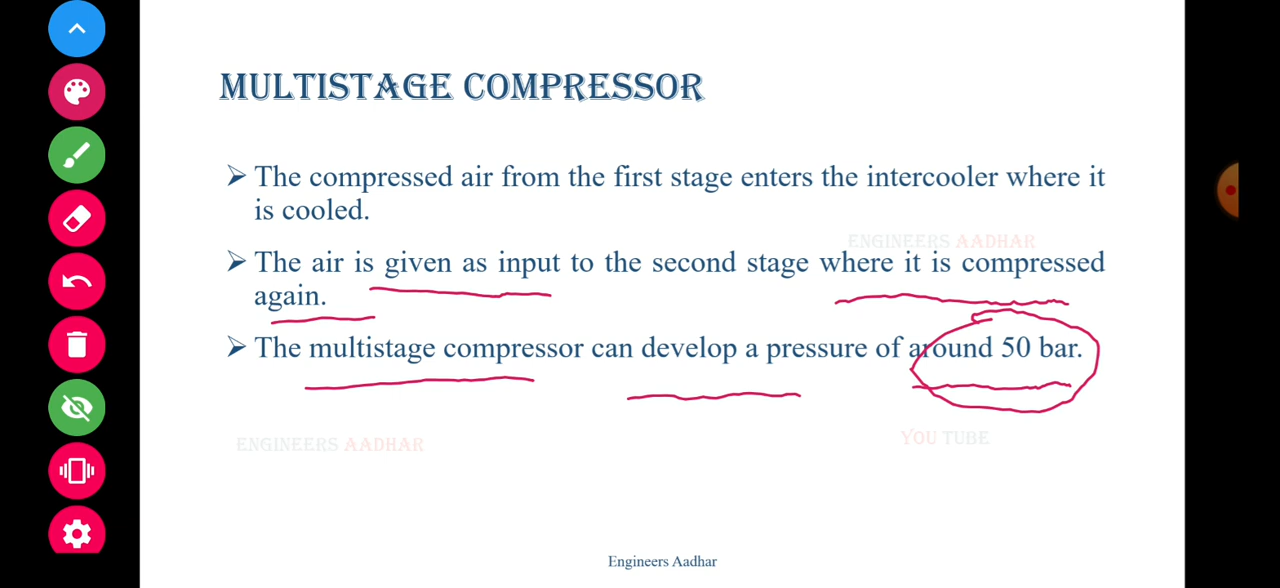 MULTISTAGE COMPRESSOR
➢ The compressed air from the first stage enters the intercooler where it
is cooled.
ENGINEERS AADHAR
➢ The air is given as input to the second stage where it is compressed
again.
➢ The multistage compressor can develop a pressure of around 50 bar.
ENGINEERS AADHAR
YOU TUBE
Engineers Aadhar